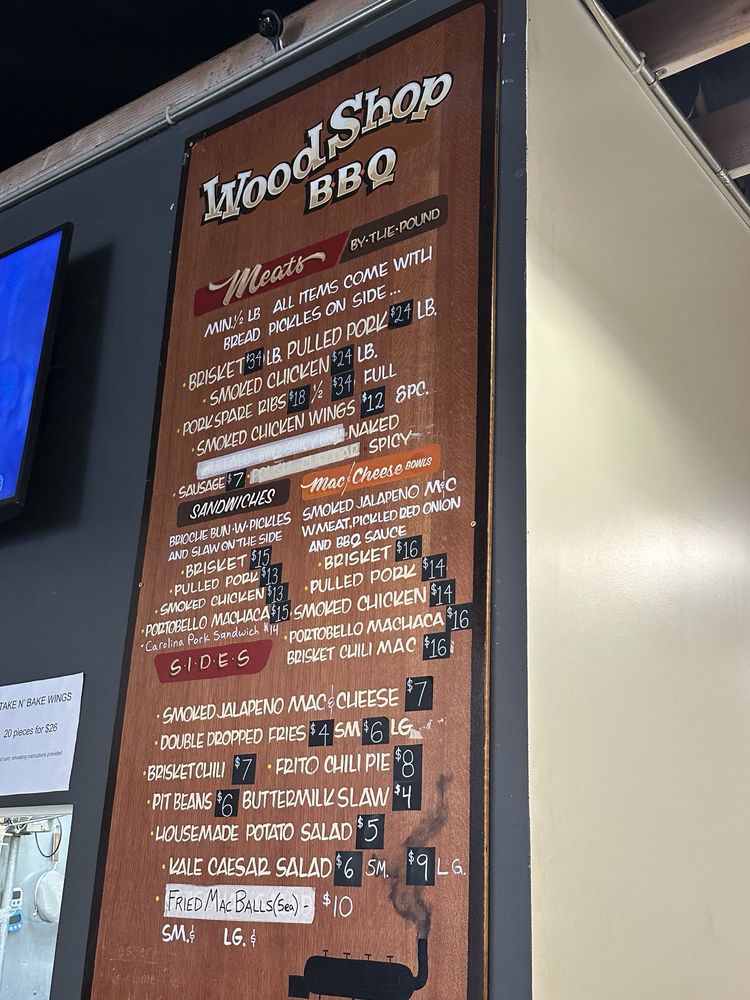 Wood Shop
BBQ
Meats BY·THE·POUND
MIN. ½ LB ALL ITEMS COME WITH
BREAD PICKLES ON SIDE...
• BRISKET $34 LB. PULLED PORK $24 LB.
• SMOKED CHICKEN $24 LB.
• PORK SPARE RIBS $18 ½ $34 FULL
• SMOKED CHICKEN WINGS $12 8PC.
NAKED
SPICY
• SAUSAGE $7
SANDWICHES
BRIOCHE BUN·W·PICKLES
AND SLAW ON THE SIDE
• BRISKET $15
• PULLED PORK $13
• SMOKED CHICKEN $13
• PORTOBELLO MACHACA $15
- Carolina Pork Sandwich $14
Mac & Cheese BOWLS
SMOKED JALAPENO M&C
W MEAT, PICKLED RED ONION
AND BBQ SAUCE
• BRISKET $16
• PULLED PORK $14
• SMOKED CHICKEN $14
• PORTOBELLO MACHACA $16
BRISKET CHILI MAC $16
S·I·D·E·S
• SMOKED JALAPENO MAC & CHEESE $7
• DOUBLE DROPPED FRIES $4 SM $6 LG
• BRISKET CHILI $7 • FRITO CHILI PIE $8
• PIT BEANS $6 BUTTERMILK SLAW $4
• HOUSEMADE POTATO SALAD $5
• KALE CAESAR SALAD $6 SM. $9 LG.
• FRIED MAC BALLS (5ea) - $10
SM. $ LG. $
TAKE N' BAKE WINGS
20 pieces for $26
cold, reheating instructions provided.